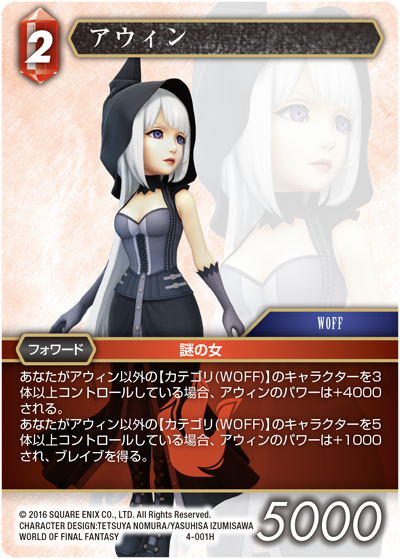 2
アウィン
WOFF
フォワード
謎の女
あなたがアウィン以外の【カテゴリ(WOFF)】のキャラクターを3
体以上コントロールしている場合、アウィンのパワーは+4000
される。
あなたがアウィン以外の【カテゴリ(WOFF)】のキャラクターを5
体以上コントロールしている場合、アウィンのパワーは+1000
され、ブレイブを得る。
© 2016 SQUARE ENIX CO., LTD. All Rights Reserved.
CHARACTER DESIGN:TETSUYA NOMURA/YASUHISA IZUMISAWA
WORLD OF FINAL FANTASY 4-001H
5000